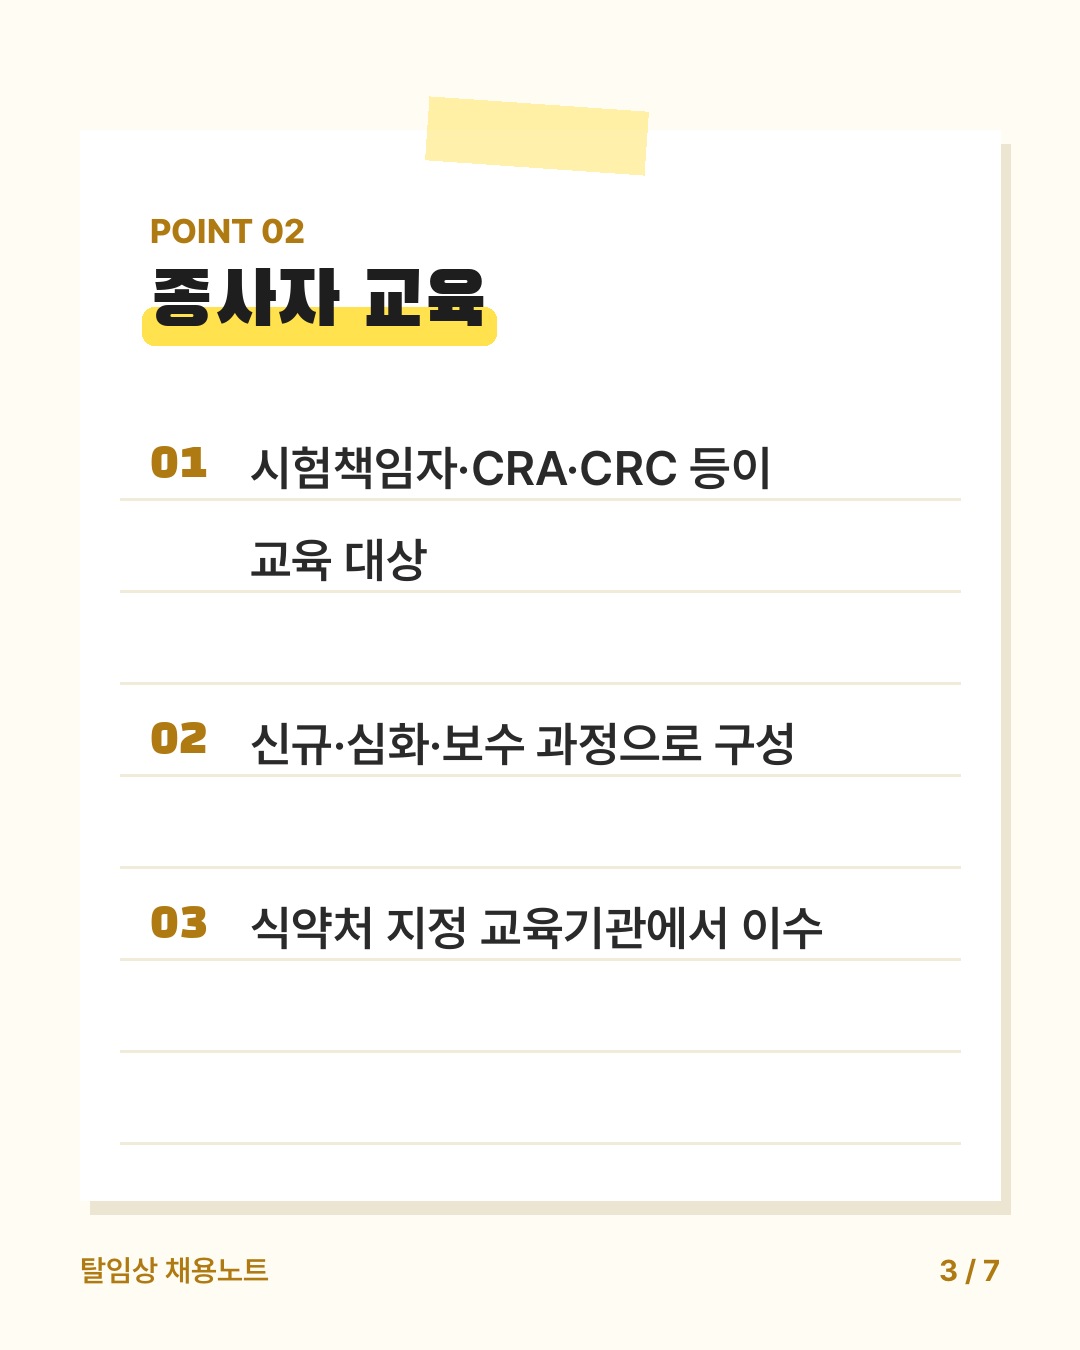 POINT 02
종사자 교육
01 시험책임자·CRA·CRC 등이
교육 대상
02 신규·심화·보수 과정으로 구성
03 식약처 지정 교육기관에서 이수
탈임상 채용노트
3 / 7